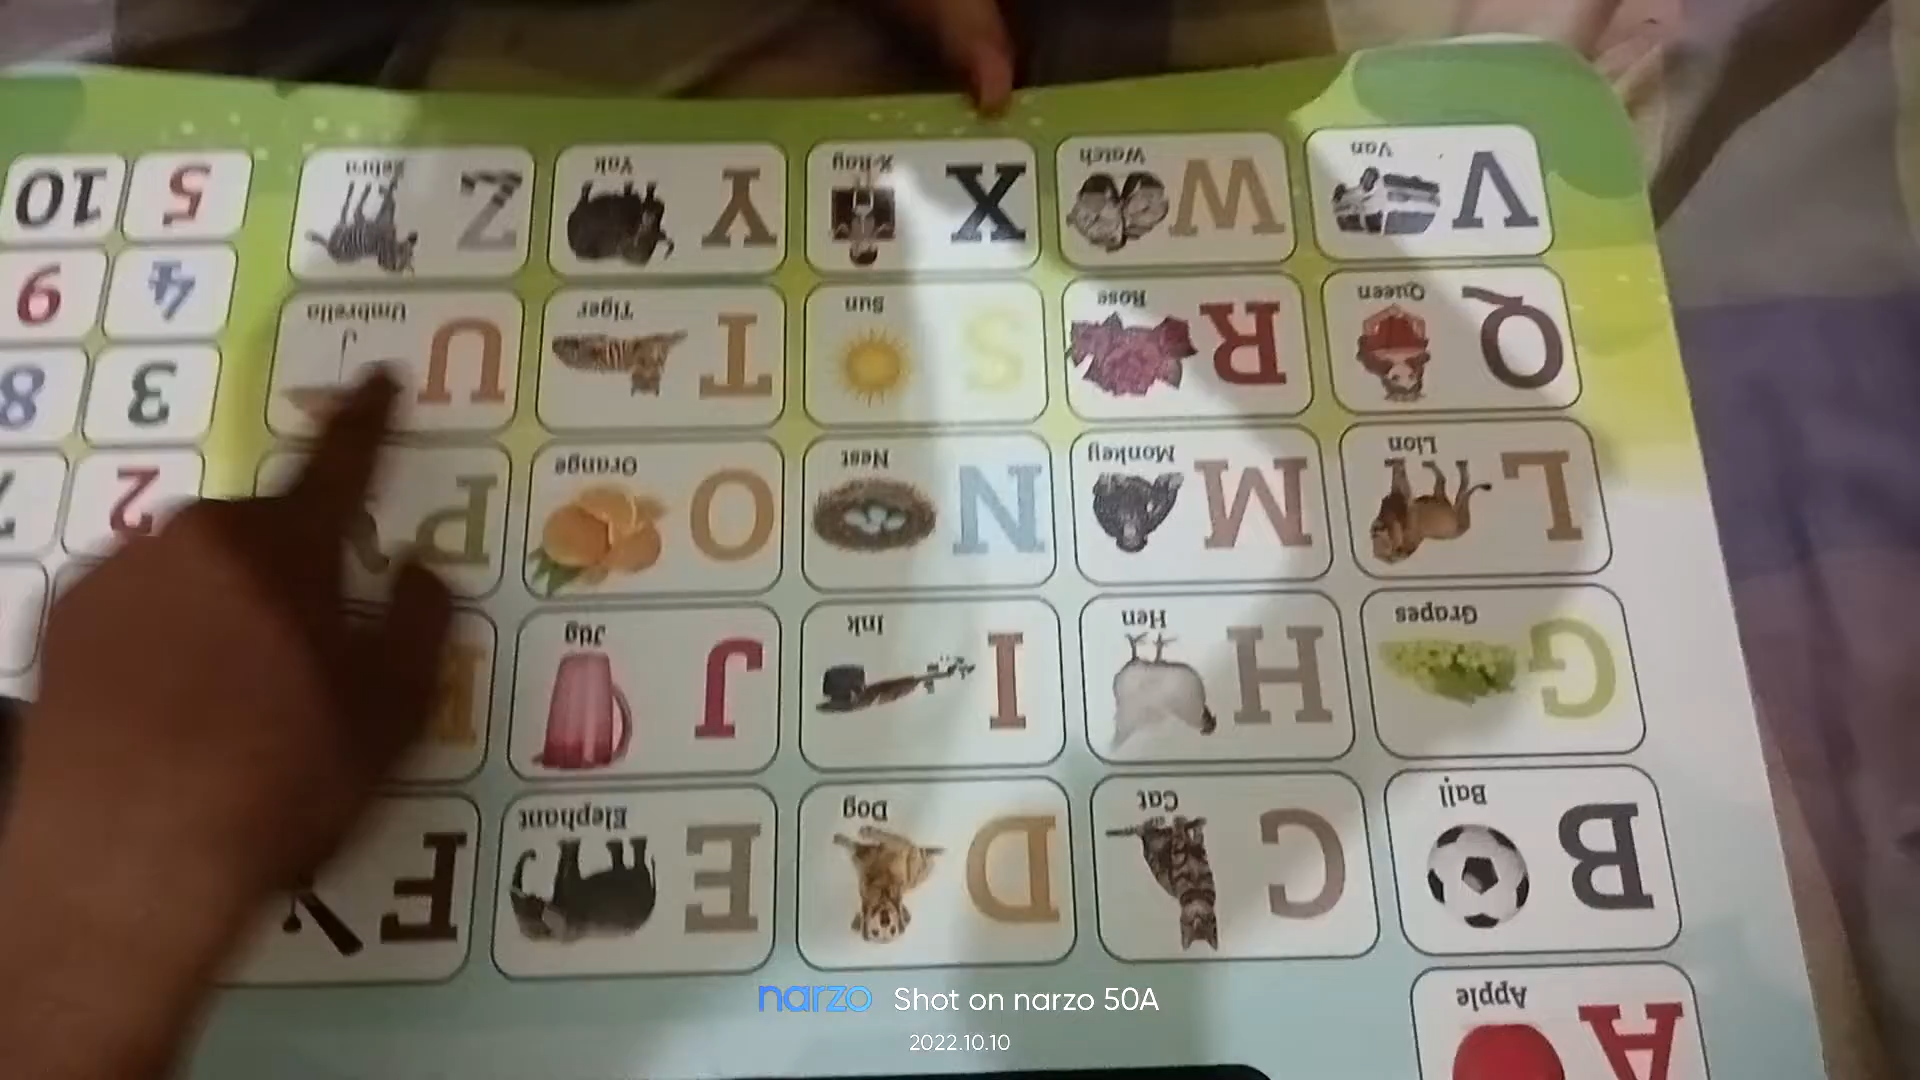 A
Apple
B
Ball
C
Cat
D
Dog
E
Elephant
F
G
Grapes
H
Hen
I
Ink
J
Jug
L
Lion
M
Monkey
N
Nest
O
Orange
P
Q
Queen
R
Rose
S
Sun
T
Tiger
U
Umbrella
V
Van
W
Watch
X
X-Ray
Y
Yak
Z
Zebra
2
3
4
5
7
8
9
10
narzo Shot on narzo 50A
2022.10.10